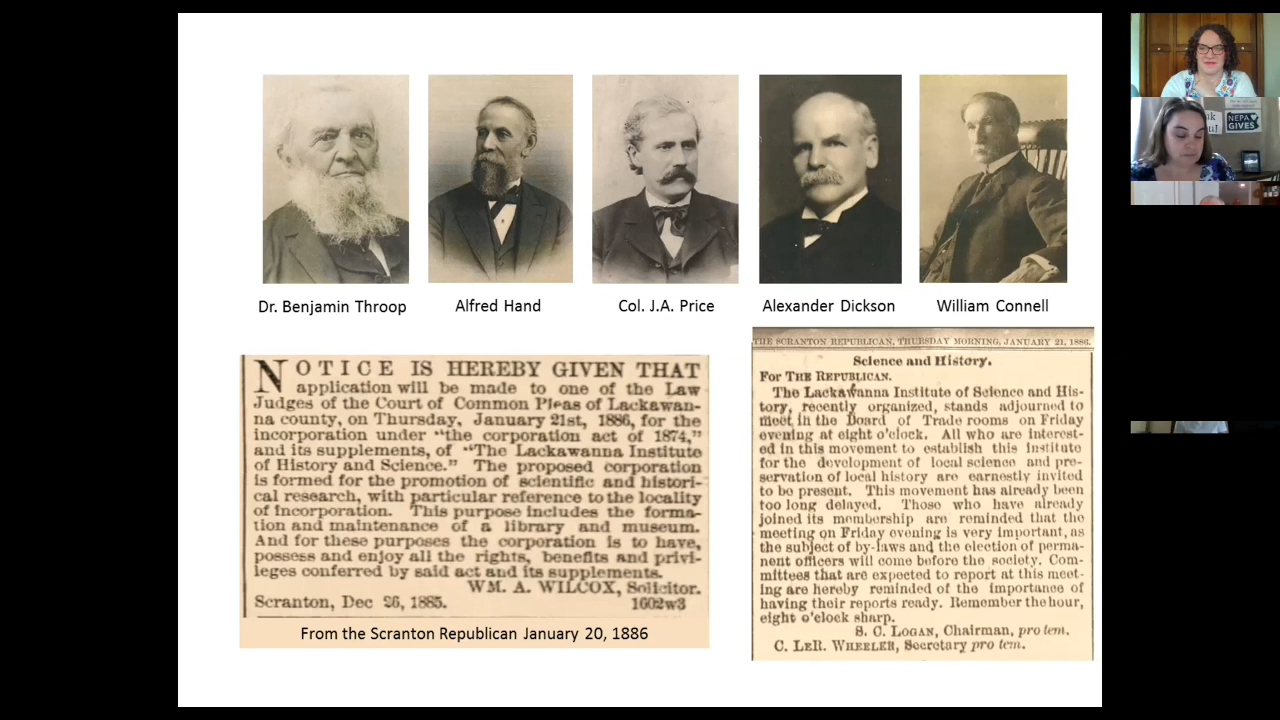 Dr. Benjamin Throop
Alfred Hand
Col. J.A. Price
Alexander Dickson
William Connell
NOTICE IS HEREBY GIVEN THAT
application will be made to one of the Law
Judges of the Court of Common Pleas of Lackawan-
na county, on Thursday, January 21st, 1886, for the
incorporation under "the corporation act of 1874,"
and its supplements, of "The Lackawanna Institute
of History and Science." The proposed corporation
is formed for the promotion of scientific and histori-
cal research, with particular reference to the locality
of incorporation. This purpose includes the forma-
tion and maintenance of a library and museum.
And for these purposes the corporation is to have,
possess and enjoy all the rights, benefits and privi-
leges conferred by said act and its supplements.
WM. A. WILCOX, Solicitor.
Scranton, Dec 26, 1885. 1602w3
From the Scranton Republican January 20, 1886
THE SCRANTON REPUBLICAN, THURSDAY MORNING, JANUARY 21, 1886.
Science and History.
For THE REPUBLICAN.
The Lackawanna Institute of Science and His-
tory, recently organized, stands adjourned to
meet in the Board of Trade rooms on Friday
evening at eight o'clock. All who are interest-
ed in this movement to establish this institute
for the development of local science and pre-
servation of local history are earnestly invited
to be present. This movement has already been
too long delayed. Those who have already
joined its membership are reminded that the
meeting on Friday evening is very important, as
the subject of by-laws and the election of perma-
nent officers will come before the society. Com-
mittees that are expected to report at this meet-
ing are hereby reminded of the importance of
having their reports ready. Remember the hour,
eight o'clock sharp.
S. C. LOGAN, Chairman, pro tem.
C. LER. WHEELER, Secretary pro tem.
NEPA
GIVES